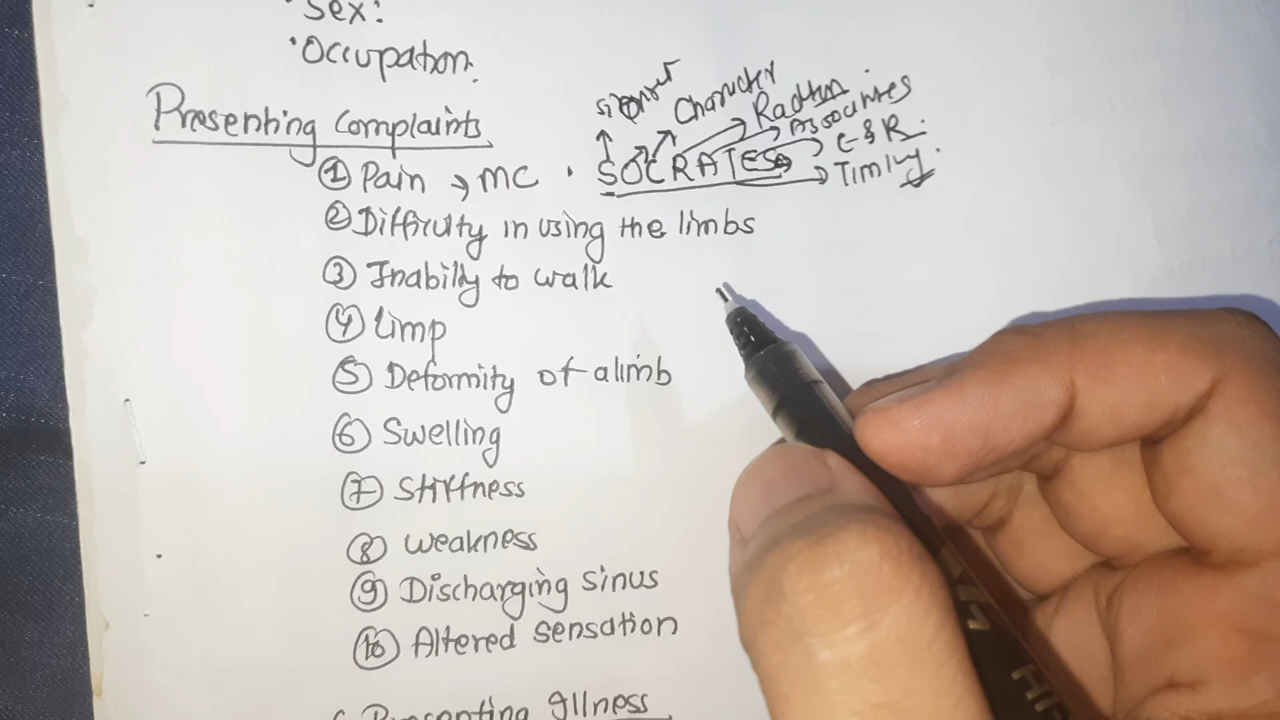 Sex:
•Occupation.
Presenting Complaints
① Pain → MC • SOCRATES
Character
Timing.
② Difficulty in using the limbs
③ Inability to walk
④ limp
⑤ Deformity of a limb
⑥ Swelling
⑦ Stiffness
⑧ Weakness
⑨ Discharging sinus
⑩ Altered sensation
Presenting Illness